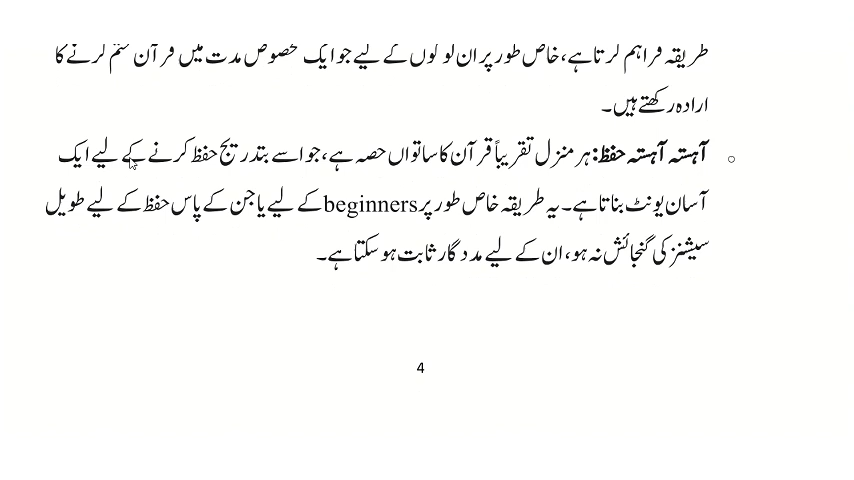 طریقہ فراہم کرتا ہے، خاص طور پر ان لوگوں کے لیے جو ایک مخصوص مدت میں قرآن ختم کرنے کا
ارادہ رکھتے ہیں۔
○ آہستہ آہستہ حفظ: ہر منزل تقریباً قرآن کا ساتواں حصہ ہے، جو اسے بتدریج حفظ کرنے کے لیے ایک
آسان یونٹ بناتا ہے۔ یہ طریقہ خاص طور پر beginners کے لیے یا جن کے پاس حفظ کے لیے طویل
سیشنز کی گنجائش نہ ہو، ان کے لیے مددگار ثابت ہو سکتا ہے۔
4